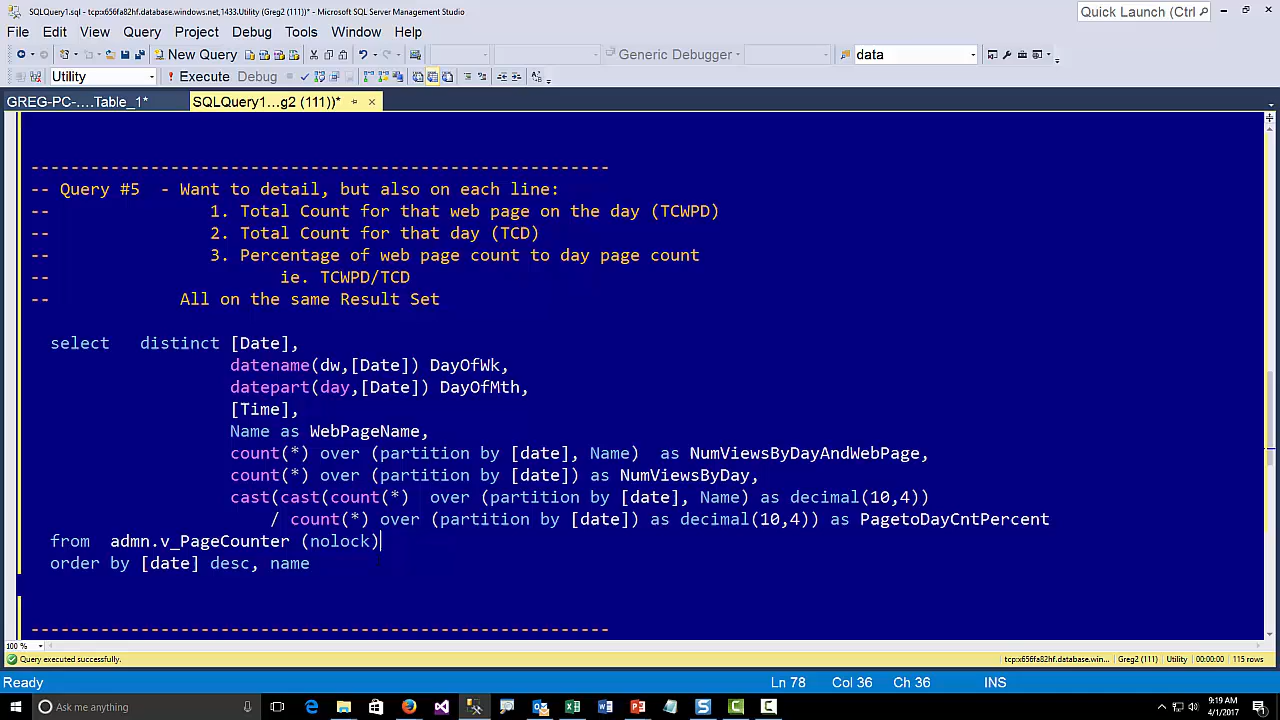 SQLQuery1.sql - tcp:x656fa82hf.database.windows.net,1433.Utility (Greg2 (111))* - Microsoft SQL Server Management Studio
Quick Launch (Ctrl
File Edit View Query Project Debug Tools Window Help
New Query Generic Debugger data
Utility Execute Debug
GREG-PC-....Table_1* SQLQuery1...g2 (111))*
-------------------------------------------------------
-- Query #5 - Want to detail, but also on each line:
-- 1. Total Count for that web page on the day (TCWPD)
-- 2. Total Count for that day (TCD)
-- 3. Percentage of web page count to day page count
-- ie. TCWPD/TCD
-- All on the same Result Set
select distinct [Date],
datename(dw,[Date]) DayOfWk,
datepart(day,[Date]) DayOfMth,
[Time],
Name as WebPageName,
count(*) over (partition by [date], Name) as NumViewsByDayAndWebPage,
count(*) over (partition by [date]) as NumViewsByDay,
cast(cast(count(*) over (partition by [date], Name) as decimal(10,4))
/ count(*) over (partition by [date]) as decimal(10,4)) as PagetoDayCntPercent
from admn.v_PageCounter (nolock)
order by [date] desc, name
-------------------------------------------------------
100 %
Query executed successfully. tcp:x656fa82hf.database.win... Greg2 (111) Utility 00:00:00 115 rows
Ready Ln 78 Col 36 Ch 36 INS
Ask me anything 9:19 AM
4/1/2017